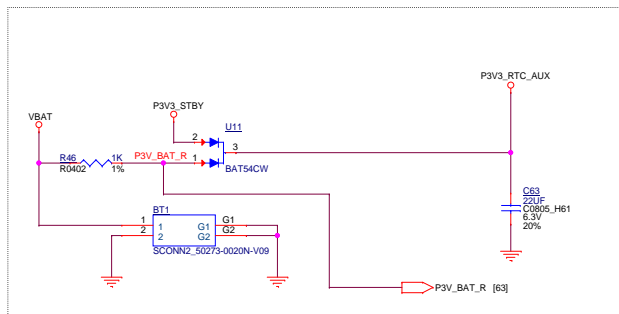 P3V3_RTC_AUX
P3V3_STBY
VBAT
U11
2
3
R46 1K P3V_BAT_R 1
R0402 1% BAT54CW
C63
22UF
C0805_H61
6.3V
20%
BT1
1 1 G1 G1
2 2 G2 G2
SCONN2_50273-0020N-V09
P3V_BAT_R [63]